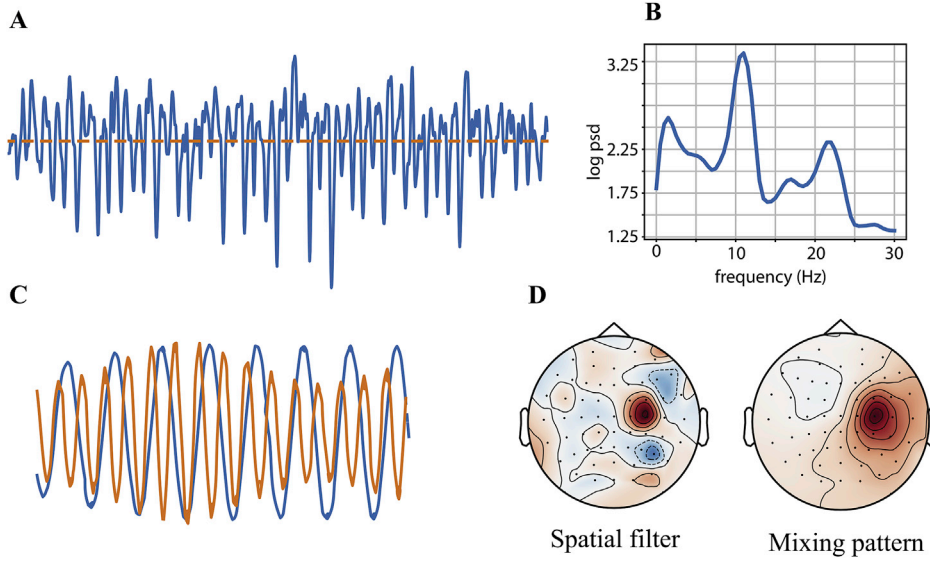 A
B
3.25
2.25
1.75
1.25
log psd
0
10
20
30
frequency (Hz)
C
D
Spatial filter
Mixing pattern